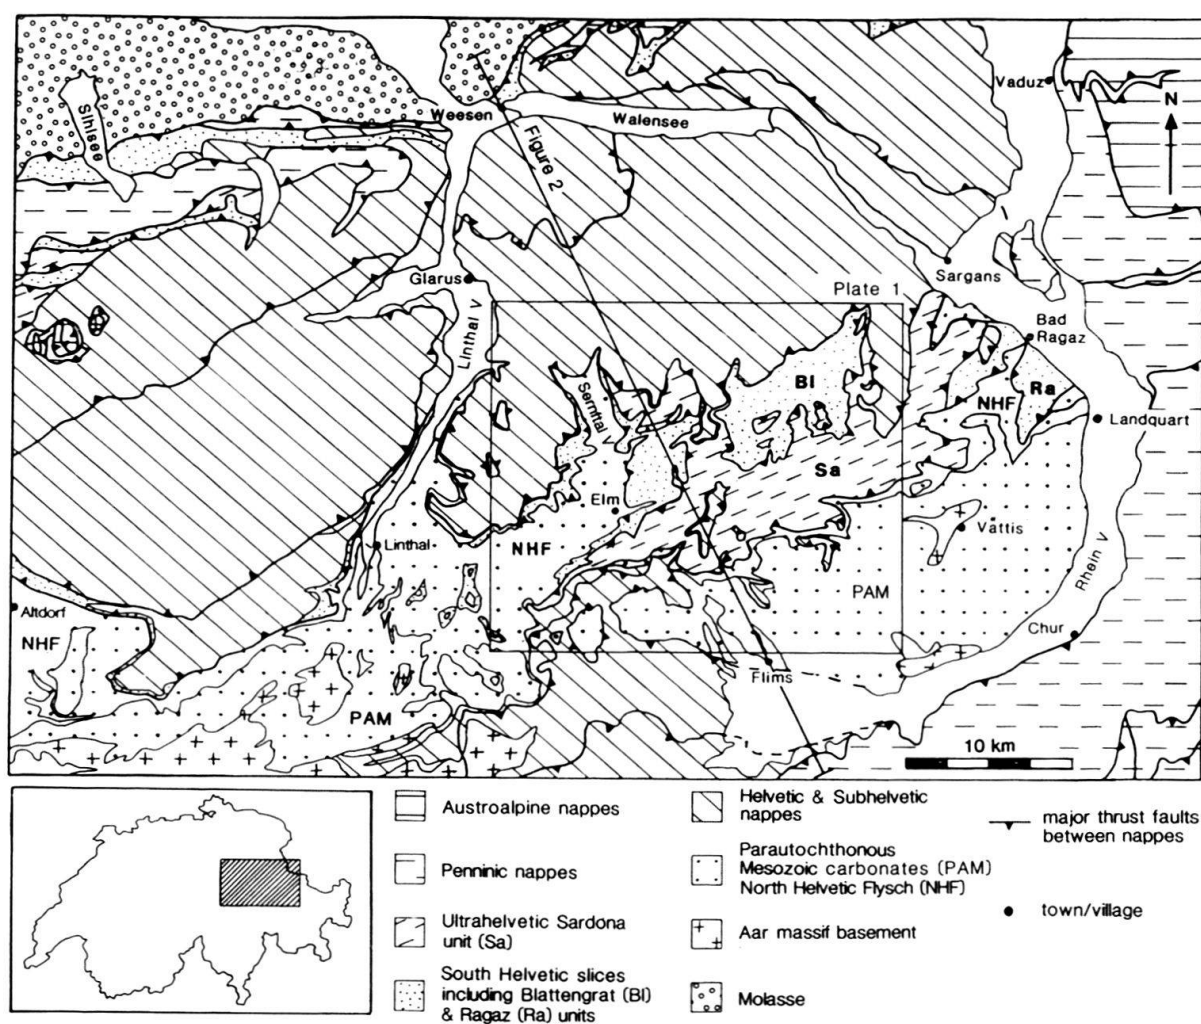 Vaduz
N
Weesen
Walensee
Sihlsee
Figure 2
Sargans
Glarus
Plate 1
Linthal V
Bad
Ragaz
Bl
Sernftal V
NHF
Ra
Landquart
Sa
Elm
Vättis
Linthal
NHF
Rhein V
PAM
Altdorf
NHF
Chur
Flims
PAM
10 km
Austroalpine nappes
Penninic nappes
Ultrahelvetic Sardona
unit (Sa)
South Helvetic slices
including Blattengrat (Bl)
& Ragaz (Ra) units
Helvetic & Subhelvetic
nappes
Parautochthonous
Mesozoic carbonates (PAM)
North Helvetic Flysch (NHF)
Aar massif basement
Molasse
major thrust faults
between nappes
town/village